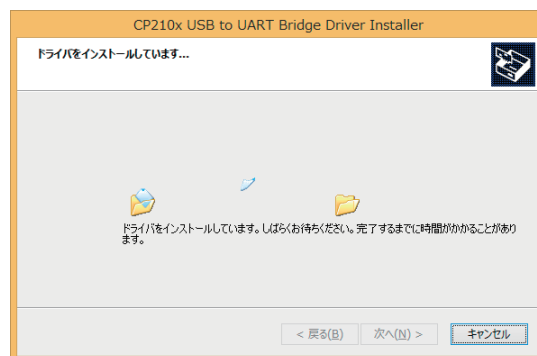 CP210x USB to UART Bridge Driver Installer
ドライバをインストールしています...
ドライバをインストールしています。しばらくお待ちください。完了するまでに時間がかかることがあり
ます。
< 戻る(B) 次へ(N) > キャンセル